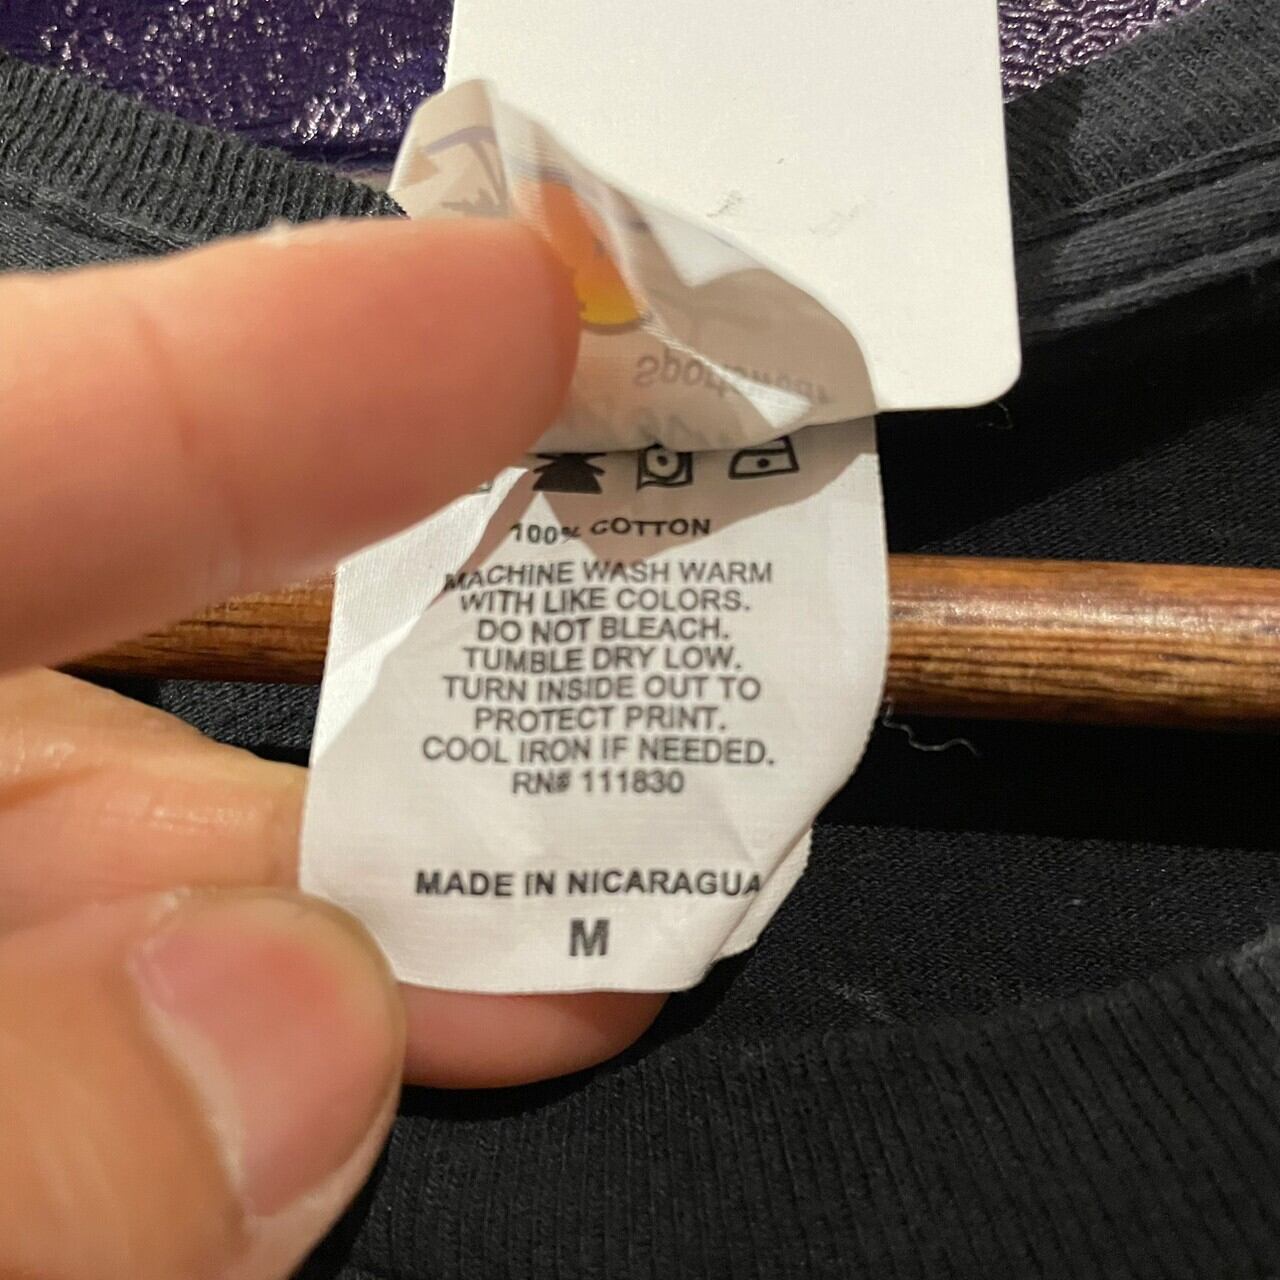 Sportswear
100% COTTON
MACHINE WASH WARM
WITH LIKE COLORS.
DO NOT BLEACH.
TUMBLE DRY LOW.
TURN INSIDE OUT TO
PROTECT PRINT.
COOL IRON IF NEEDED.
RN# 111830
MADE IN NICARAGUA
M